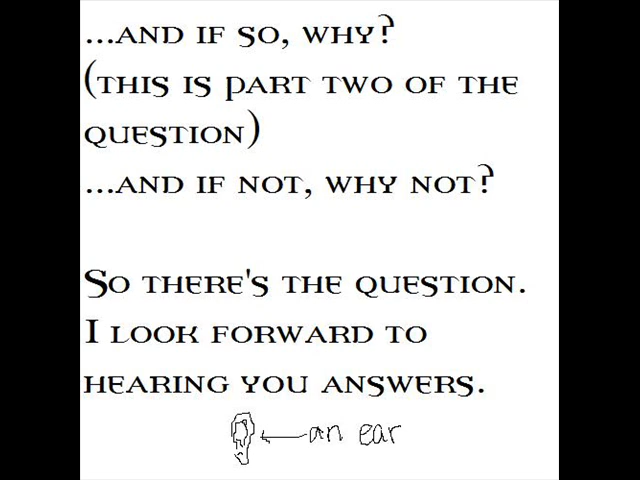 ...and if so, why?
(this is part two of the
question)
...and if not, why not?
So there's the question.
I look forward to
hearing you answers.
an ear